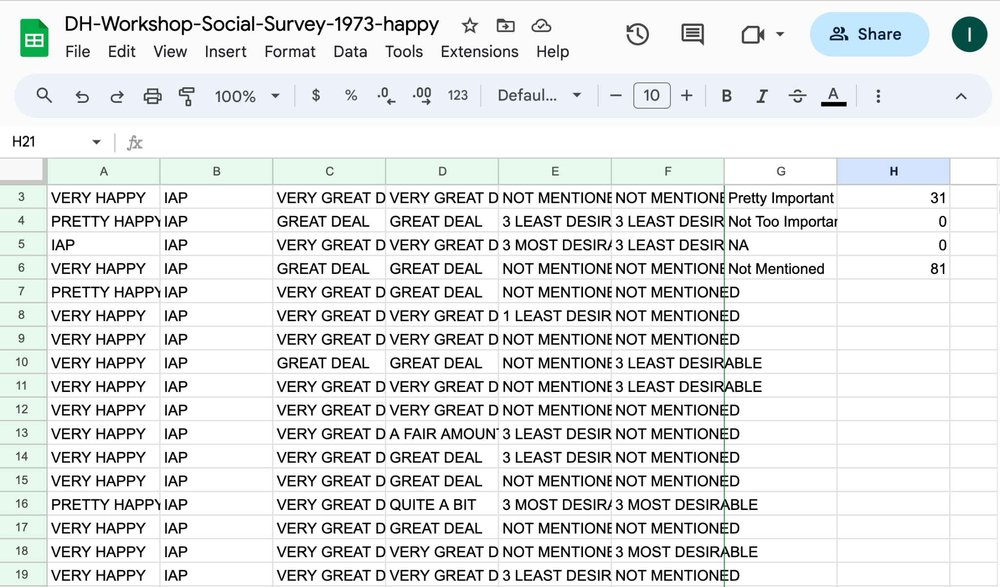 DH-Workshop-Social-Survey-1973-happy
Share
I
File Edit View Insert Format Data Tools Extensions Help
100% $ % .0 .00 123 Defaul... − 10 + B I S A
H21 fx
A B C D E F G H
3 VERY HAPPY IAP VERY GREAT D VERY GREAT D NOT MENTIONE NOT MENTIONE Pretty Important 31
4 PRETTY HAPPY IAP GREAT DEAL GREAT DEAL 3 LEAST DESIR 3 LEAST DESIR Not Too Importan 0
5 IAP IAP VERY GREAT D VERY GREAT D 3 MOST DESIRA 3 LEAST DESIR NA 0
6 VERY HAPPY IAP GREAT DEAL GREAT DEAL NOT MENTIONE NOT MENTIONE Not Mentioned 81
7 PRETTY HAPPY IAP VERY GREAT D GREAT DEAL NOT MENTIONE NOT MENTIONED
8 VERY HAPPY IAP VERY GREAT D VERY GREAT D 1 LEAST DESIR NOT MENTIONED
9 VERY HAPPY IAP VERY GREAT D VERY GREAT D NOT MENTIONE NOT MENTIONED
10 VERY HAPPY IAP GREAT DEAL GREAT DEAL NOT MENTIONE 3 LEAST DESIRABLE
11 VERY HAPPY IAP VERY GREAT D VERY GREAT D NOT MENTIONE 3 LEAST DESIRABLE
12 VERY HAPPY IAP VERY GREAT D VERY GREAT D NOT MENTIONE NOT MENTIONED
13 VERY HAPPY IAP VERY GREAT D A FAIR AMOUNT 3 LEAST DESIR NOT MENTIONED
14 VERY HAPPY IAP VERY GREAT D GREAT DEAL 3 LEAST DESIR NOT MENTIONED
15 VERY HAPPY IAP VERY GREAT D GREAT DEAL NOT MENTIONE NOT MENTIONED
16 PRETTY HAPPY IAP VERY GREAT D QUITE A BIT 3 MOST DESIRA 3 MOST DESIRABLE
17 VERY HAPPY IAP VERY GREAT D GREAT DEAL NOT MENTIONE NOT MENTIONED
18 VERY HAPPY IAP VERY GREAT D VERY GREAT D NOT MENTIONE 3 MOST DESIRABLE
19 VERY HAPPY IAP VERY GREAT D VERY GREAT D 3 LEAST DESIR NOT MENTIONED